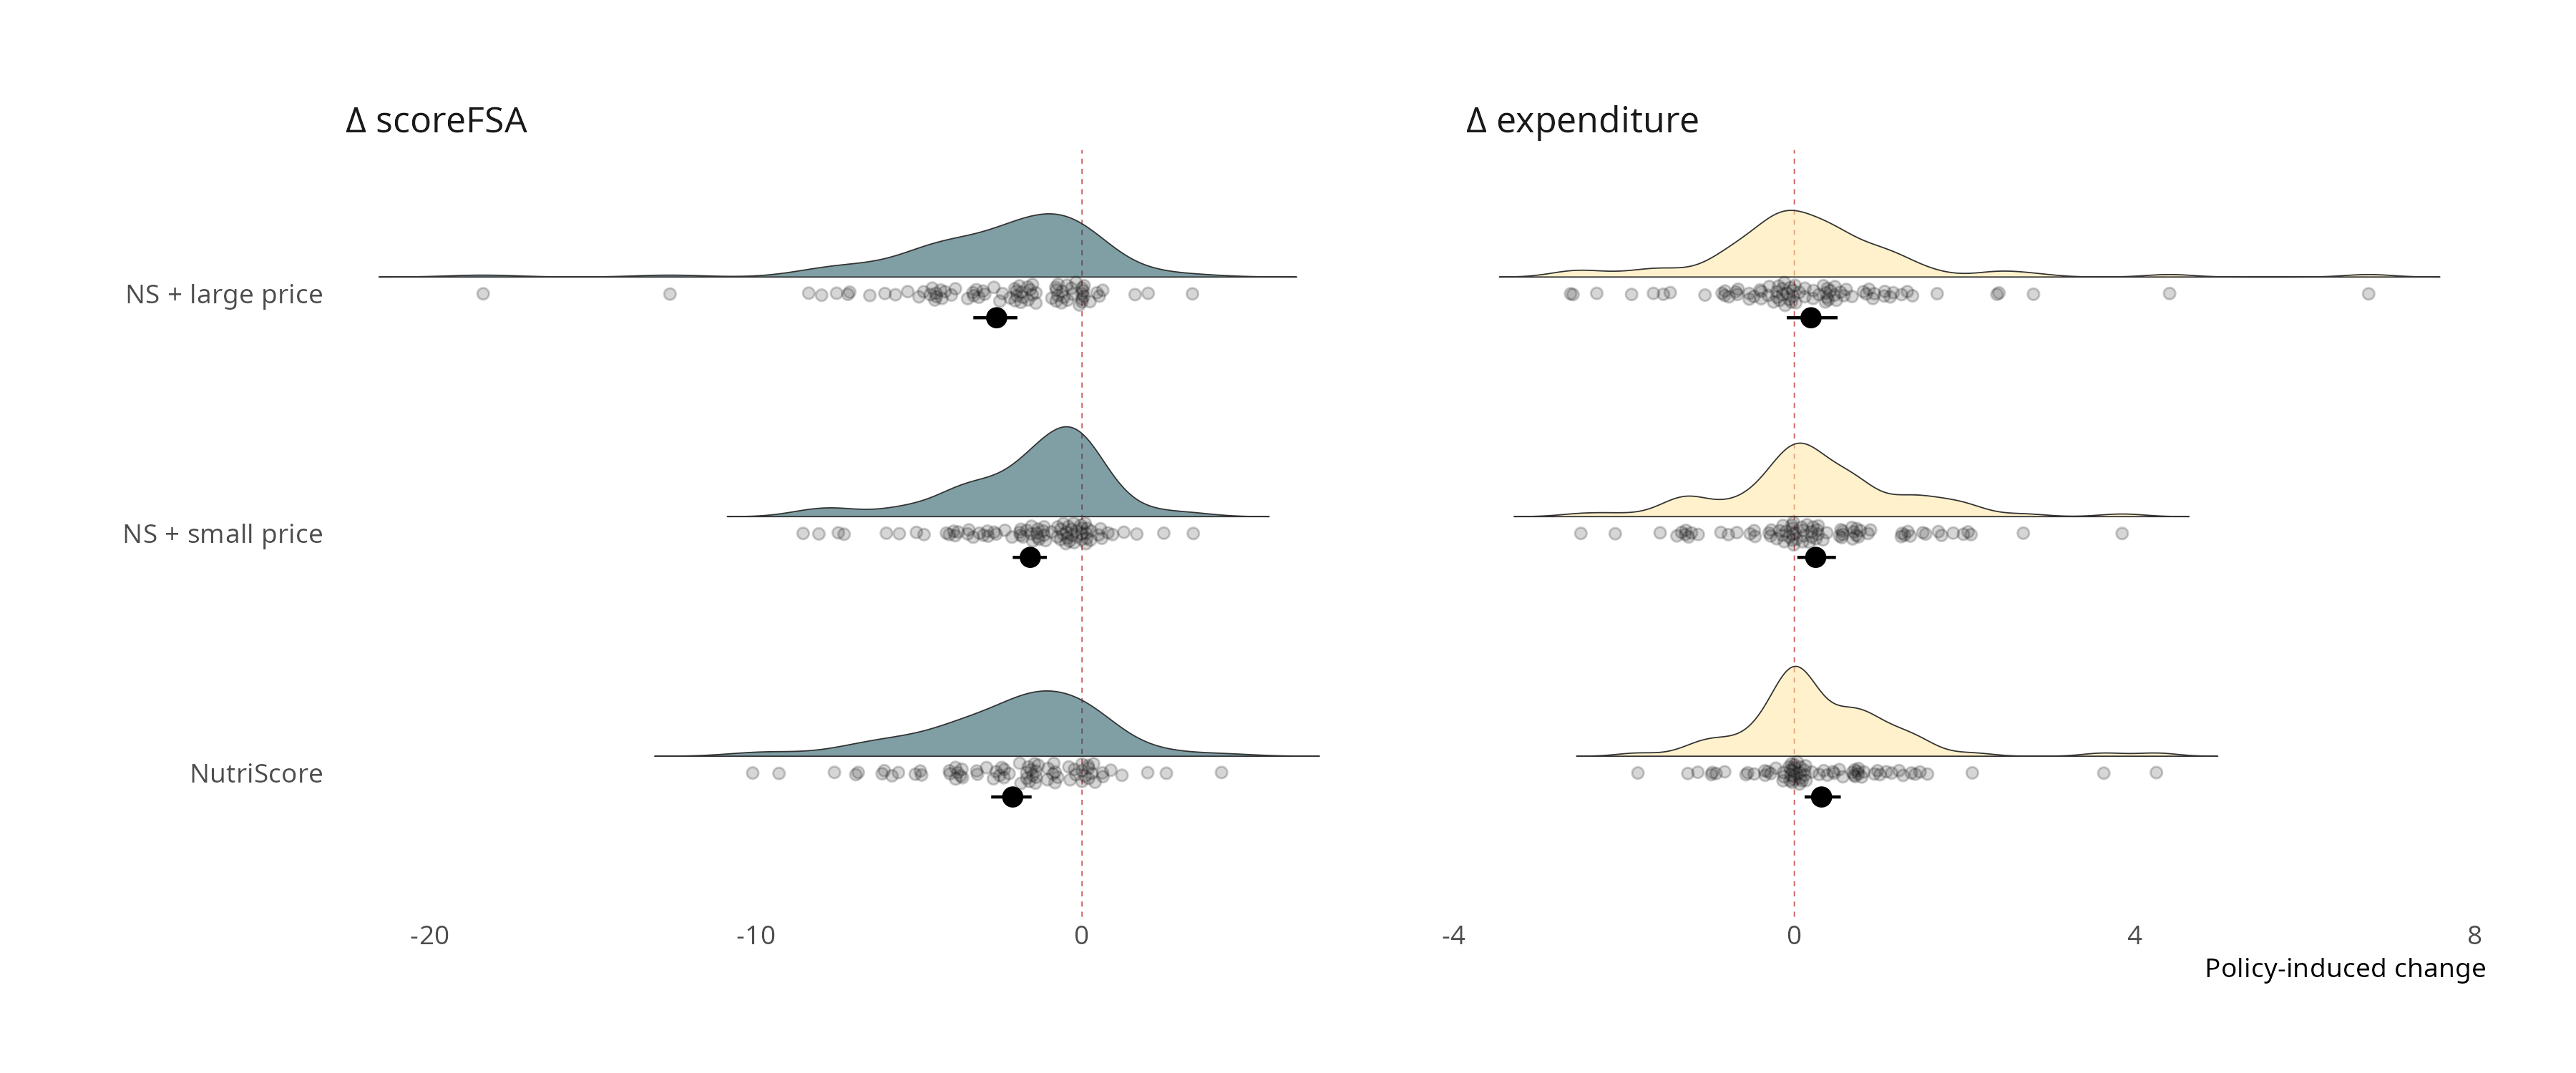 Δ scoreFSA
Δ expenditure
NS + large price
NS + small price
NutriScore
-20 -10 0 -4 0 4 8
Policy-induced change